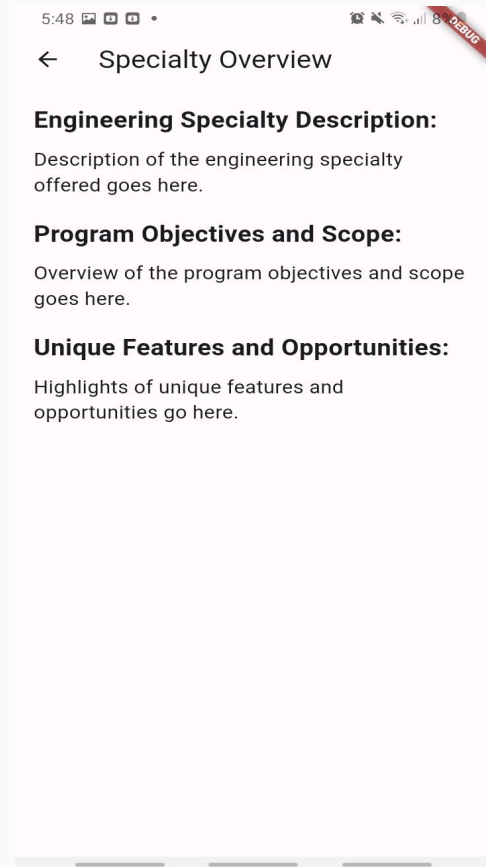 5:48
8%
DEBUG
Specialty Overview
Engineering Specialty Description:
Description of the engineering specialty
offered goes here.
Program Objectives and Scope:
Overview of the program objectives and scope
goes here.
Unique Features and Opportunities:
Highlights of unique features and
opportunities go here.